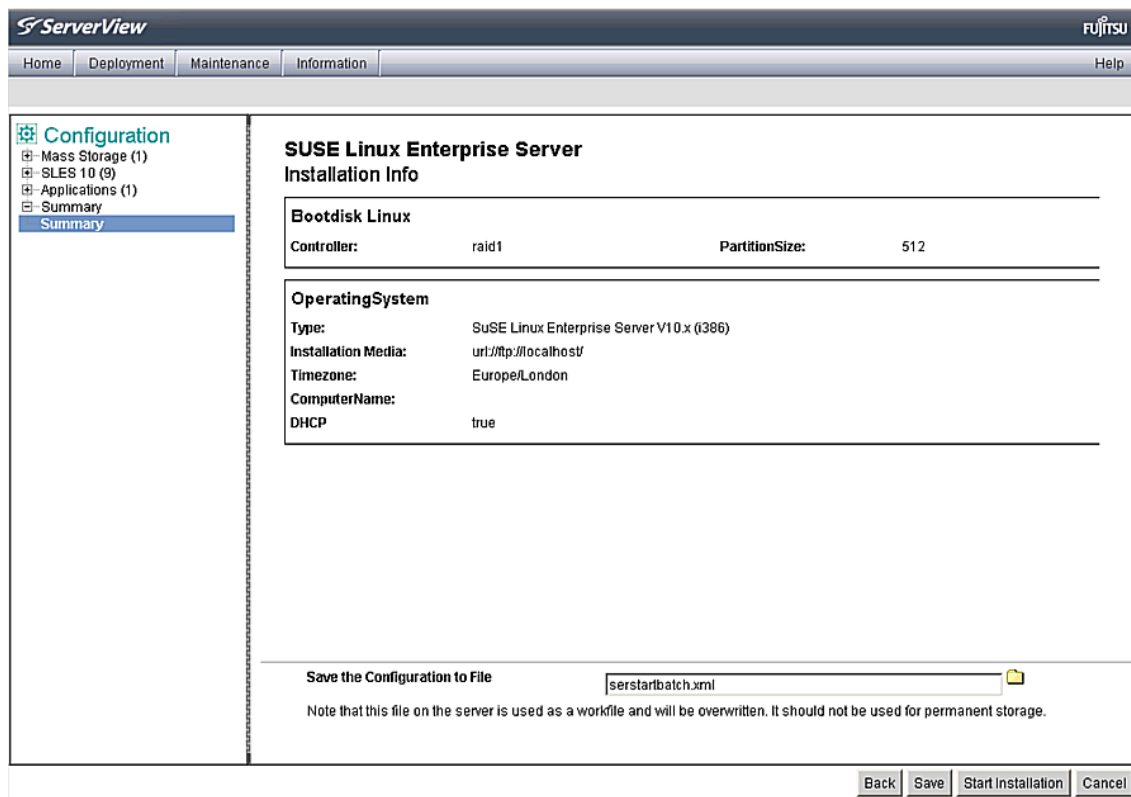 ServerView
FUJITSU
Home Deployment Maintenance Information Help
Configuration
Mass Storage (1)
SLES 10 (9)
Applications (1)
Summary
Summary
SUSE Linux Enterprise Server
Installation Info
Bootdisk Linux
Controller: raid1 PartitionSize: 512
OperatingSystem
Type: SuSE Linux Enterprise Server V10.x (i386)
Installation Media: url://ftp://localhost/
Timezone: Europe/London
ComputerName:
DHCP true
Save the Configuration to File serstartbatch.xml
Note that this file on the server is used as a workfile and will be overwritten. It should not be used for permanent storage.
Back Save Start Installation Cancel